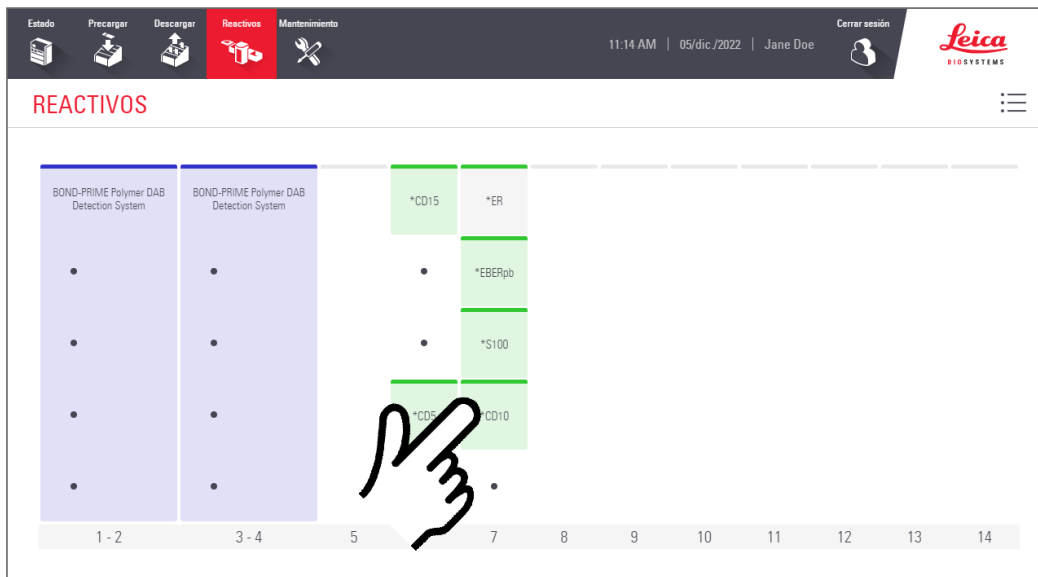 Estado Precargar Descargar Reactivos Mantenimiento Cerrar sesión
11:14 AM | 05/dic./2022 | Jane Doe
Leica
BIOSYSTEMS
REACTIVOS
BOND-PRIME Polymer DAB
Detection System
BOND-PRIME Polymer DAB
Detection System
*CD15 *ER
*EBERpb
*S100
*CD5 *CD10
1 - 2 3 - 4 5 7 8 9 10 11 12 13 14